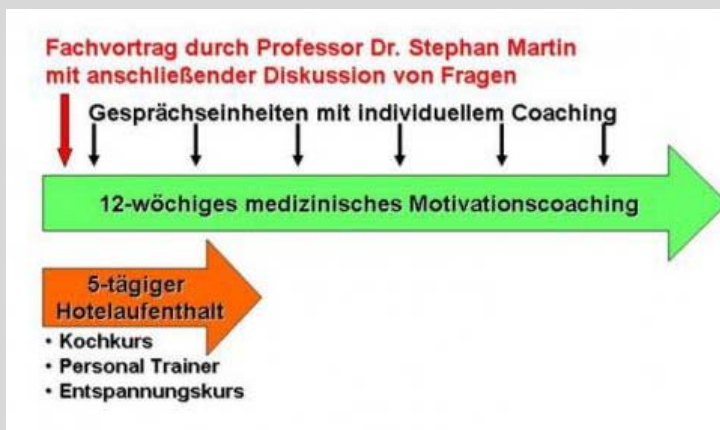 Fachvortrag durch Professor Dr. Stephan Martin
mit anschließender Diskussion von Fragen
Gesprächseinheiten mit individuellem Coaching
12-wöchiges medizinisches Motivationscoaching
5-tägiger
Hotelaufenthalt
• Kochkurs
• Personal Trainer
• Entspannungskurs